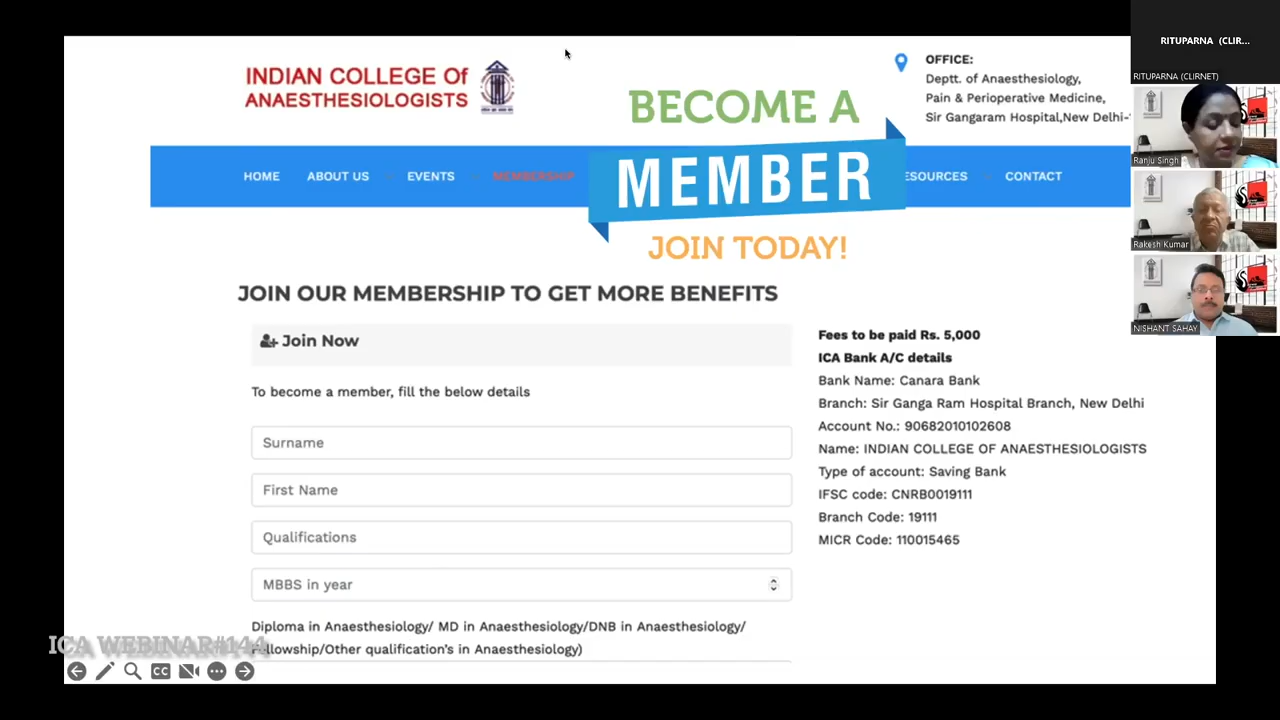 INDIAN COLLEGE OF
ANAESTHESIOLOGISTS
BECOME A
MEMBER
JOIN TODAY!
OFFICE:
Deptt. of Anaesthesiology,
Pain & Perioperative Medicine,
Sir Gangaram Hospital,New Delhi-
HOME ABOUT US EVENTS MEMBERSHIP ESOURCES CONTACT
JOIN OUR MEMBERSHIP TO GET MORE BENEFITS
Join Now
To become a member, fill the below details
Surname
First Name
Qualifications
MBBS in year
Diploma in Anaesthesiology/ MD in Anaesthesiology/DNB in Anaesthesiology/
ellowship/Other qualification's in Anaesthesiology)
Fees to be paid Rs. 5,000
ICA Bank A/C details
Bank Name: Canara Bank
Branch: Sir Ganga Ram Hospital Branch, New Delhi
Account No.: 90682010102608
Name: INDIAN COLLEGE OF ANAESTHESIOLOGISTS
Type of account: Saving Bank
IFSC code: CNRB0019111
Branch Code: 19111
MICR Code: 110015465
ICA WEBINAR#144
CC
RITUPARNA (CLIR...
RITUPARNA (CLIRNET)
Ranju Singh
Rakesh Kumar
NISHANT SAHAY